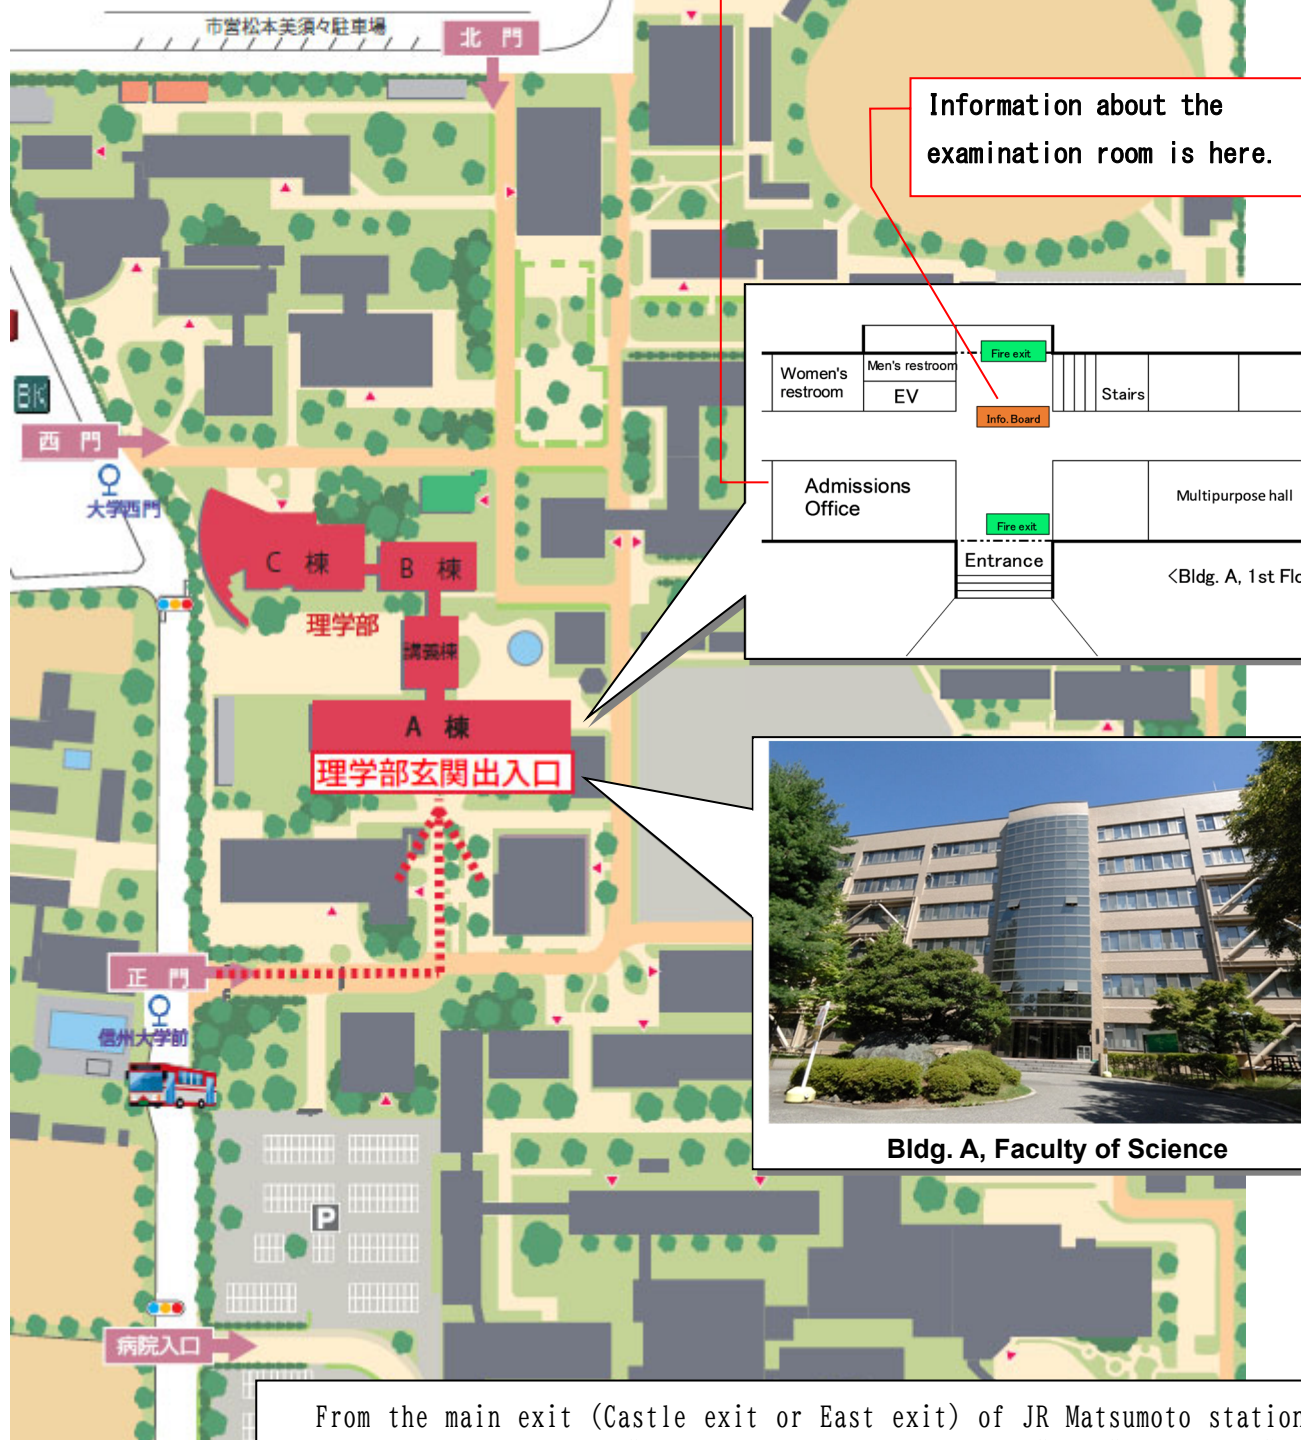 市営松本美須々駐車場
北 門
Information about the
examination room is here.
Fire exit
Women's
restroom
Men's restroom
EV
Stairs
Info. Board
BK
西 門
大学西門
Admissions
Office
Multipurpose hall
Fire exit
Entrance
<Bldg. A, 1st Flo
C 棟
B 棟
理学部
講義棟
A 棟
理学部玄関出入口
正 門
信州大学前
Bldg. A, Faculty of Science
P
病院入口
From the main exit (Castle exit or East exit) of JR Matsumoto station